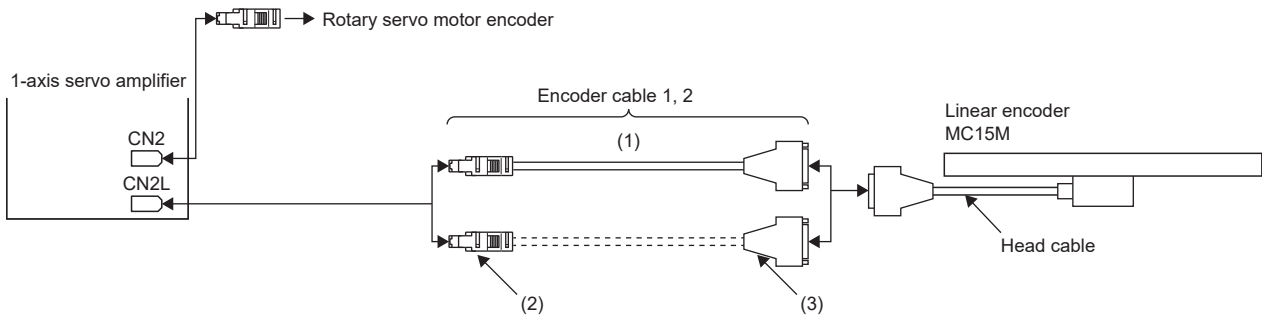 Rotary servo motor encoder
1-axis servo amplifier
CN2
CN2L
Encoder cable 1, 2
(1)
(2)
(3)
Linear encoder
MC15M
Head cable